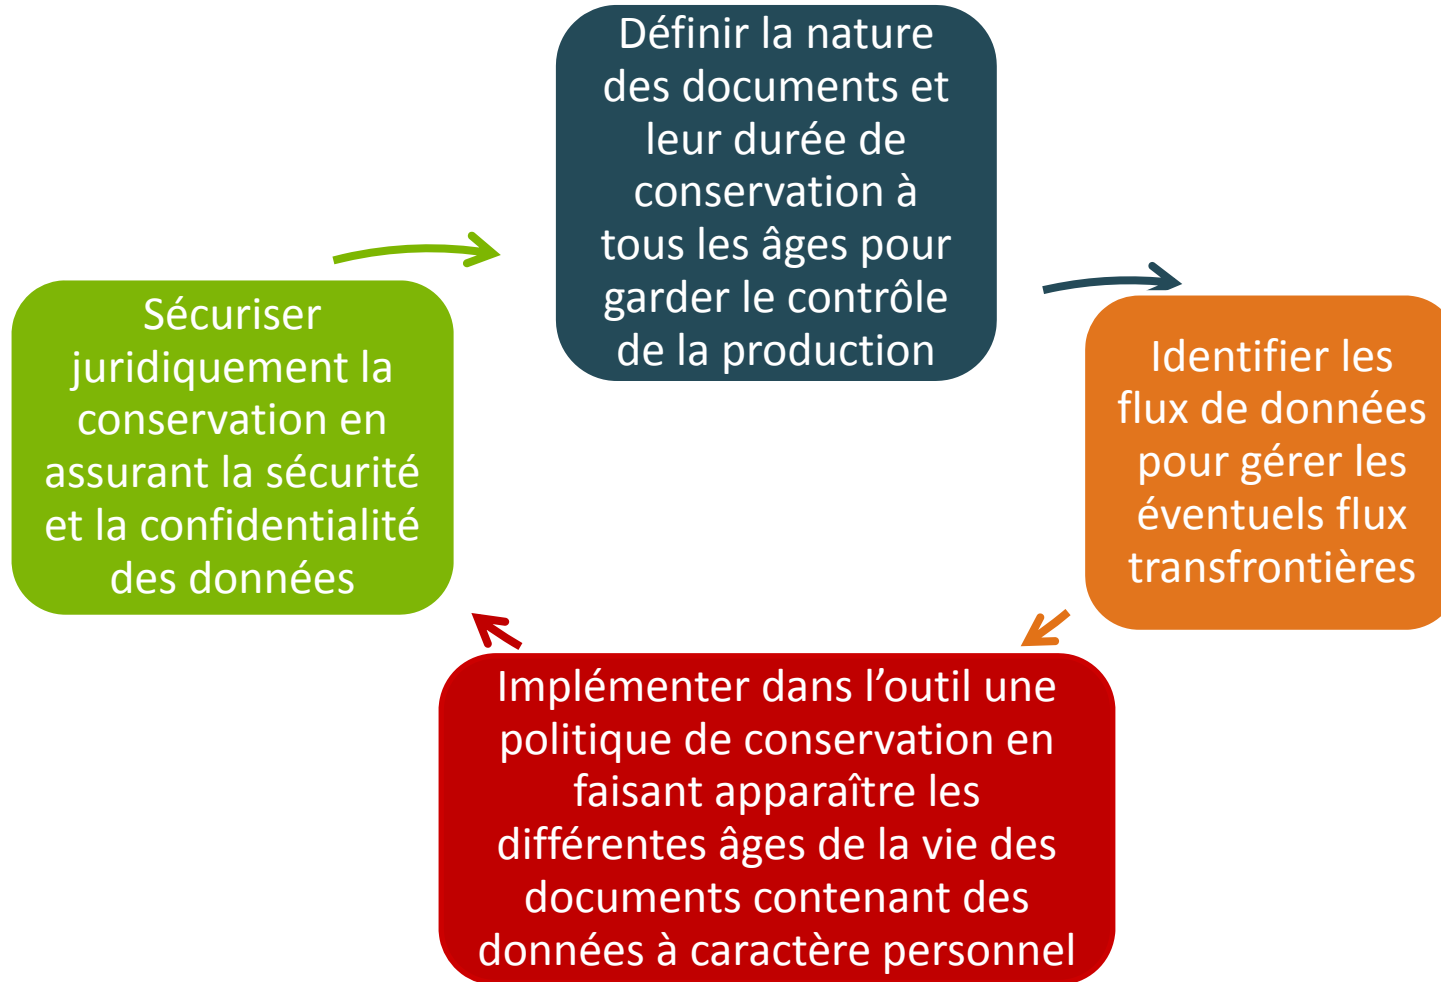 Définir la nature
des documents et
leur durée de
conservation à
tous les âges pour
garder le contrôle
de la production
Identifier les
flux de données
pour gérer les
éventuels flux
transfrontières
Implémenter dans l’outil une
politique de conservation en
faisant apparaître les
différentes âges de la vie des
documents contenant des
données à caractère personnel
Sécuriser
juridiquement la
conservation en
assurant la sécurité
et la confidentialité
des données